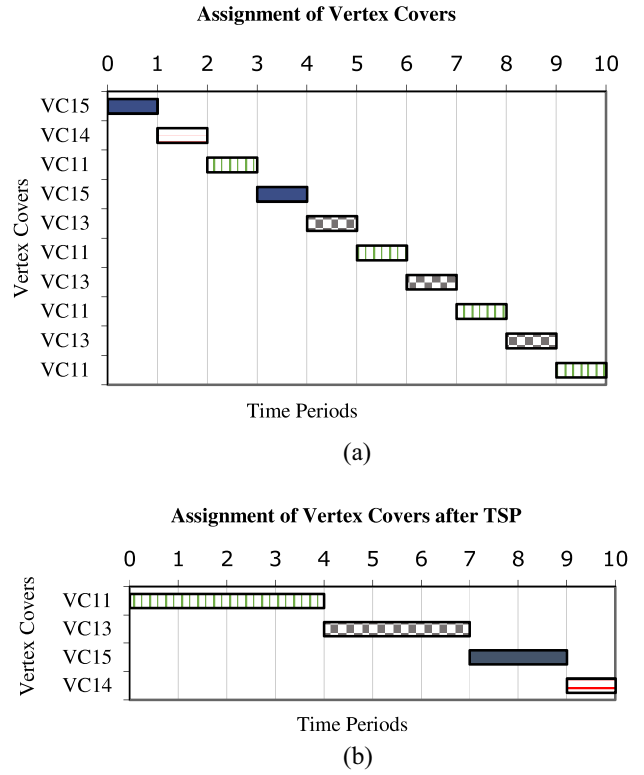 Assignment of Vertex Covers
0 1 2 3 4 5 6 7 8 9 10
VC15
VC14
VC11
VC15
VC13
VC11
VC13
VC11
VC13
VC11
Vertex Covers
Time Periods
(a)
Assignment of Vertex Covers after TSP
0 1 2 3 4 5 6 7 8 9 10
VC11
VC13
VC15
VC14
Vertex Covers
Time Periods
(b)